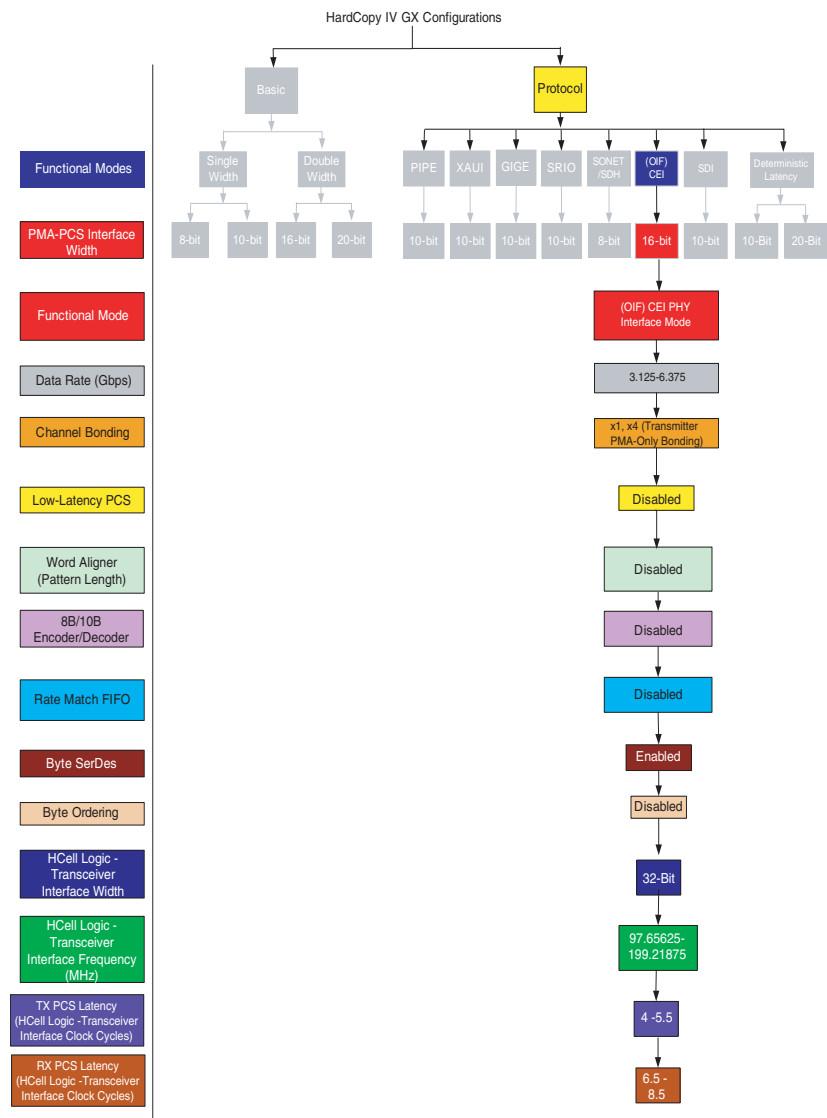 HardCopy IV GX Configurations
Basic
Protocol
Functional Modes
Single
Width
Double
Width
PIPE
XAUI
GIGE
SRIO
SONET
/SDH
(OIF)
CEI
SDI
Deterministic
Latency
PMA-PCS Interface
Width
8-bit
10-bit
16-bit
20-bit
10-bit
10-bit
10-bit
10-bit
8-bit
16-bit
10-bit
10-Bit
20-Bit
Functional Mode
(OIF) CEI PHY
Interface Mode
Data Rate (Gbps)
3.125-6.375
Channel Bonding
x1, x4 (Transmitter
PMA-Only Bonding)
Low-Latency PCS
Disabled
Word Aligner
(Pattern Length)
Disabled
8B/10B
Encoder/Decoder
Disabled
Rate Match FIFO
Disabled
Byte SerDes
Enabled
Byte Ordering
Disabled
HCell Logic -
Transceiver
Interface Width
32-Bit
HCell Logic -
Transceiver
Interface Frequency
(MHz)
97.65625-
199.21875
TX PCS Latency
(HCell Logic -Transceiver
Interface Clock Cycles)
4 -5.5
RX PCS Latency
(HCell Logic -Transceiver
Interface Clock Cycles)
6.5 -
8.5